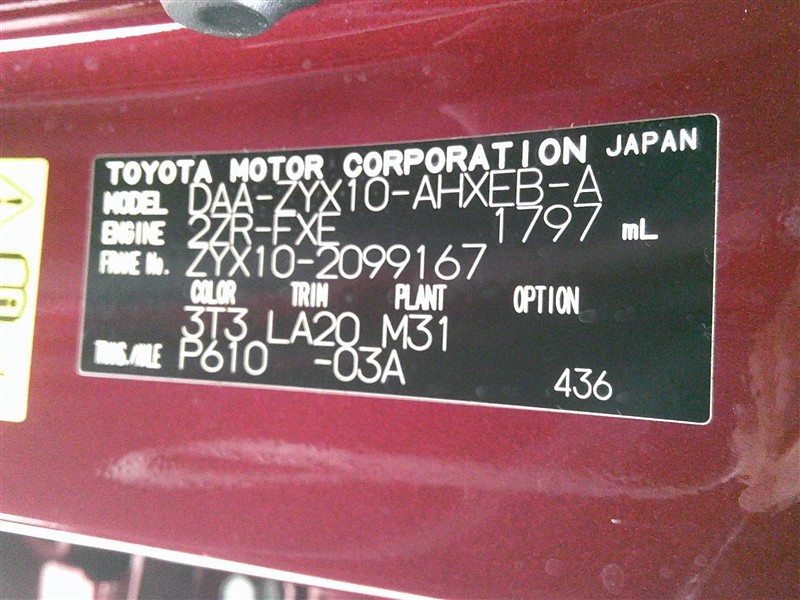 TOYOTA MOTOR CORPORATION JAPAN
MODEL DAA-ZYX10-AHXEB-A
ENGINE 2ZR-FXE 1797 mL
FRAME No. ZYX10-2099167
COLOR TRIM PLANT OPTION
3T3 LA20 M31
TRANS./AXLE P610 -03A
436